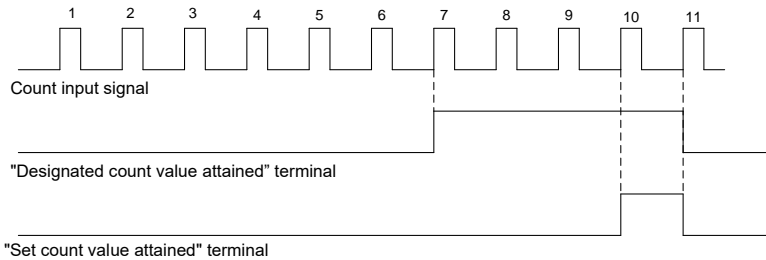 1 2 3 4 5 6 7 8 9 10 11
Count input signal
"Designated count value attained” terminal
"Set count value attained" terminal